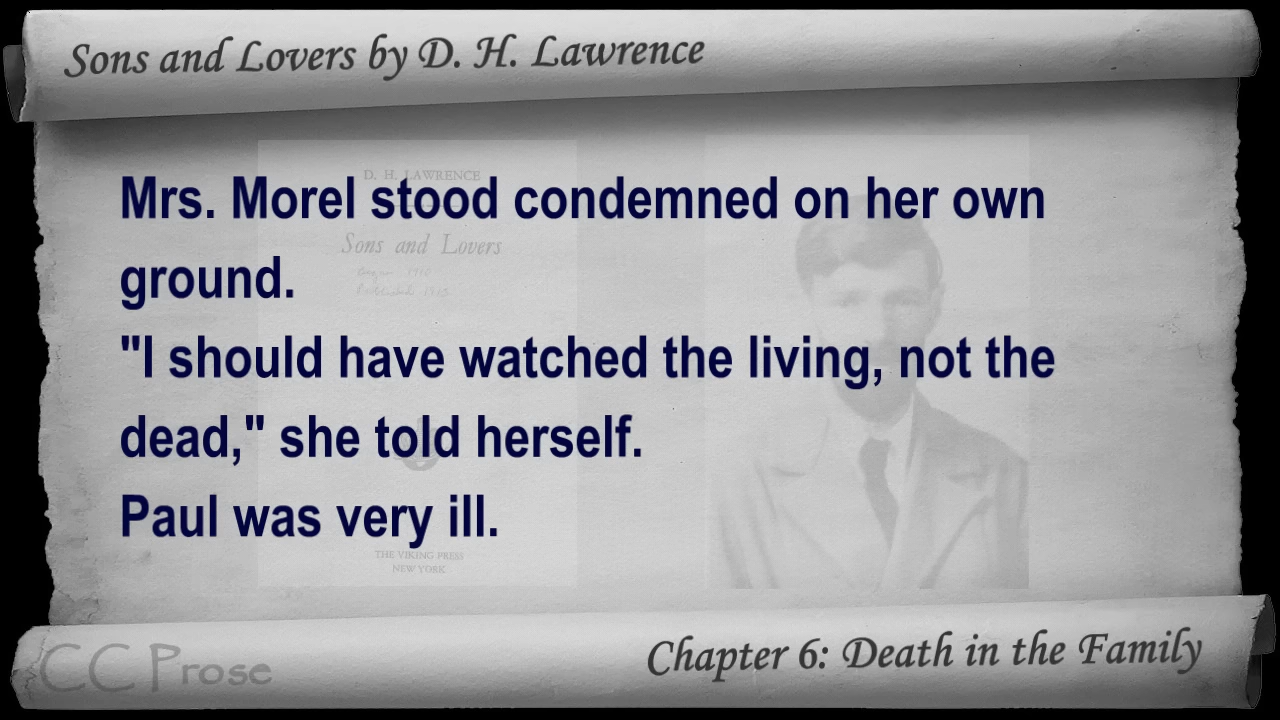 Sons and Lovers by D. H. Lawrence
D. H. LAWRENCE
Sons and Lovers
Mrs. Morel stood condemned on her own
ground.
"I should have watched the living, not the
dead," she told herself.
Paul was very ill.
THE VIKING PRESS
NEW YORK
CC Prose
Chapter 6: Death in the Family